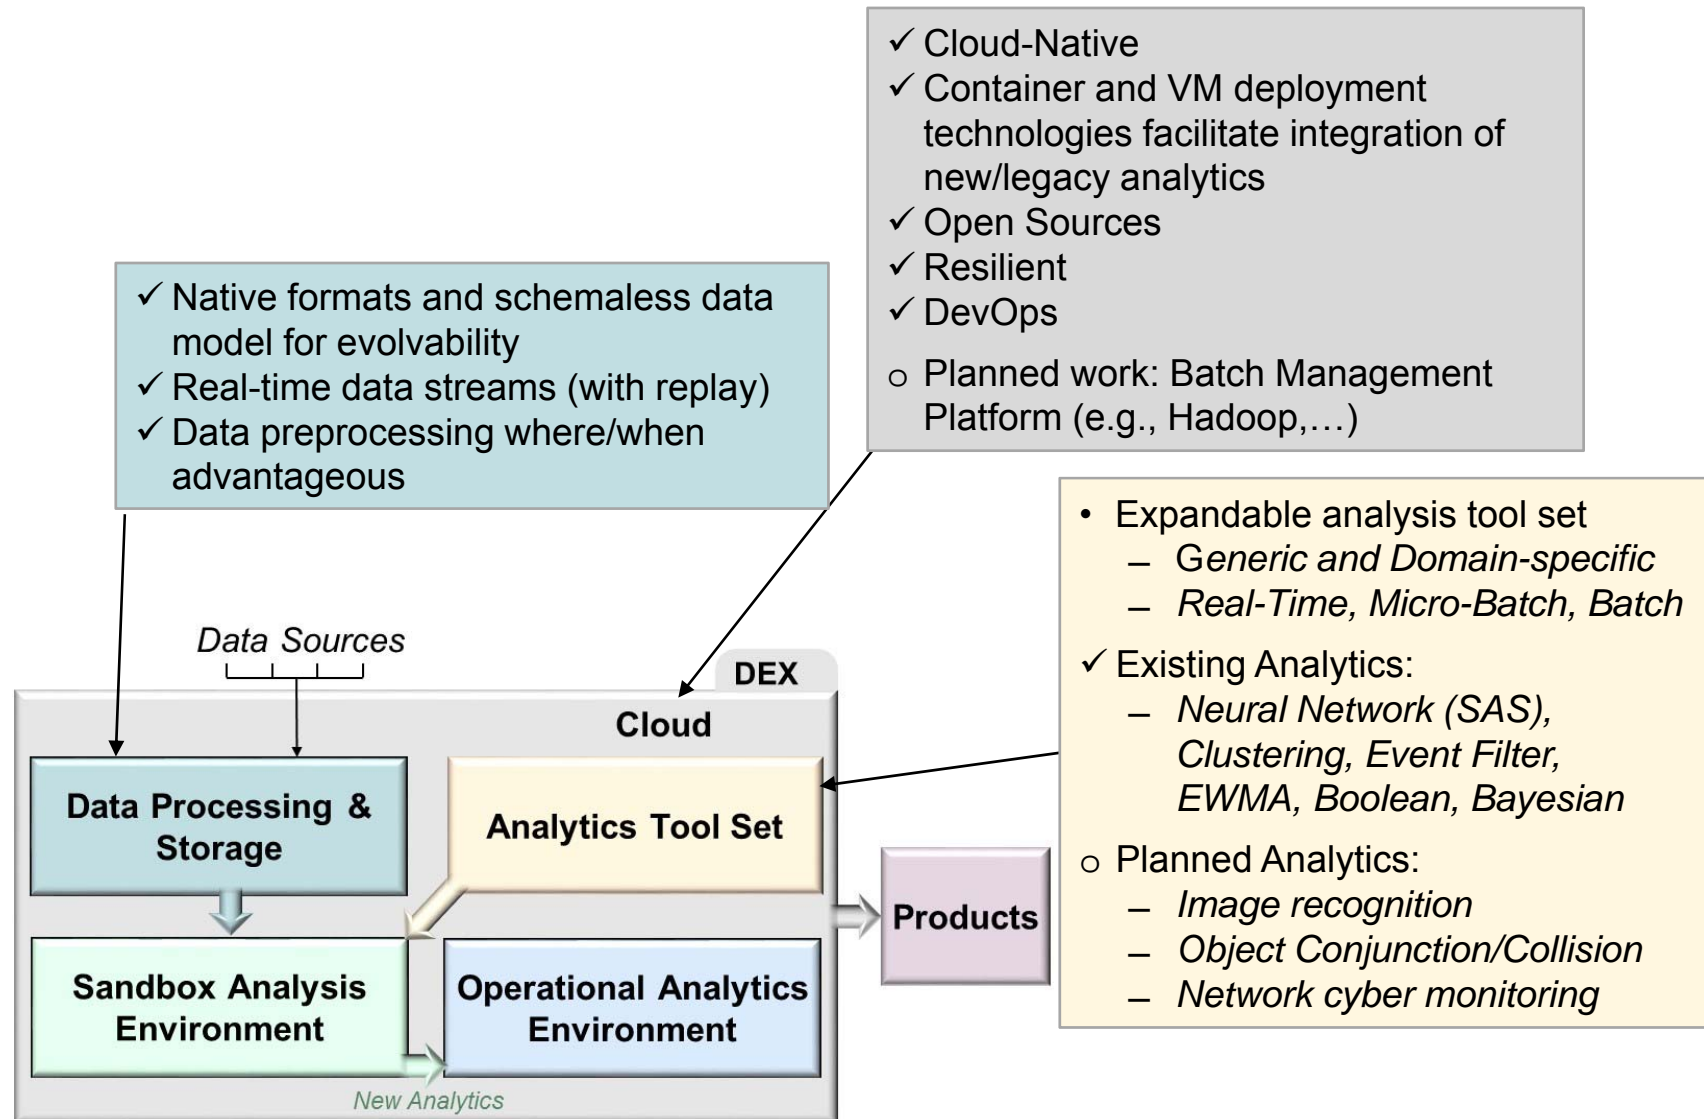 ✓ Cloud-Native
✓ Container and VM deployment
technologies facilitate integration of
new/legacy analytics
✓ Open Sources
✓ Resilient
✓ DevOps
o Planned work: Batch Management
Platform (e.g., Hadoop,…)
✓ Native formats and schemaless data
model for evolvability
✓ Real-time data streams (with replay)
✓ Data preprocessing where/when
advantageous
• Expandable analysis tool set
– Generic and Domain-specific
– Real-Time, Micro-Batch, Batch
✓ Existing Analytics:
– Neural Network (SAS),
Clustering, Event Filter,
EWMA, Boolean, Bayesian
o Planned Analytics:
– Image recognition
– Object Conjunction/Collision
– Network cyber monitoring
Data Sources
DEX
Cloud
Data Processing &
Storage
Analytics Tool Set
Sandbox Analysis
Environment
Operational Analytics
Environment
New Analytics
Products